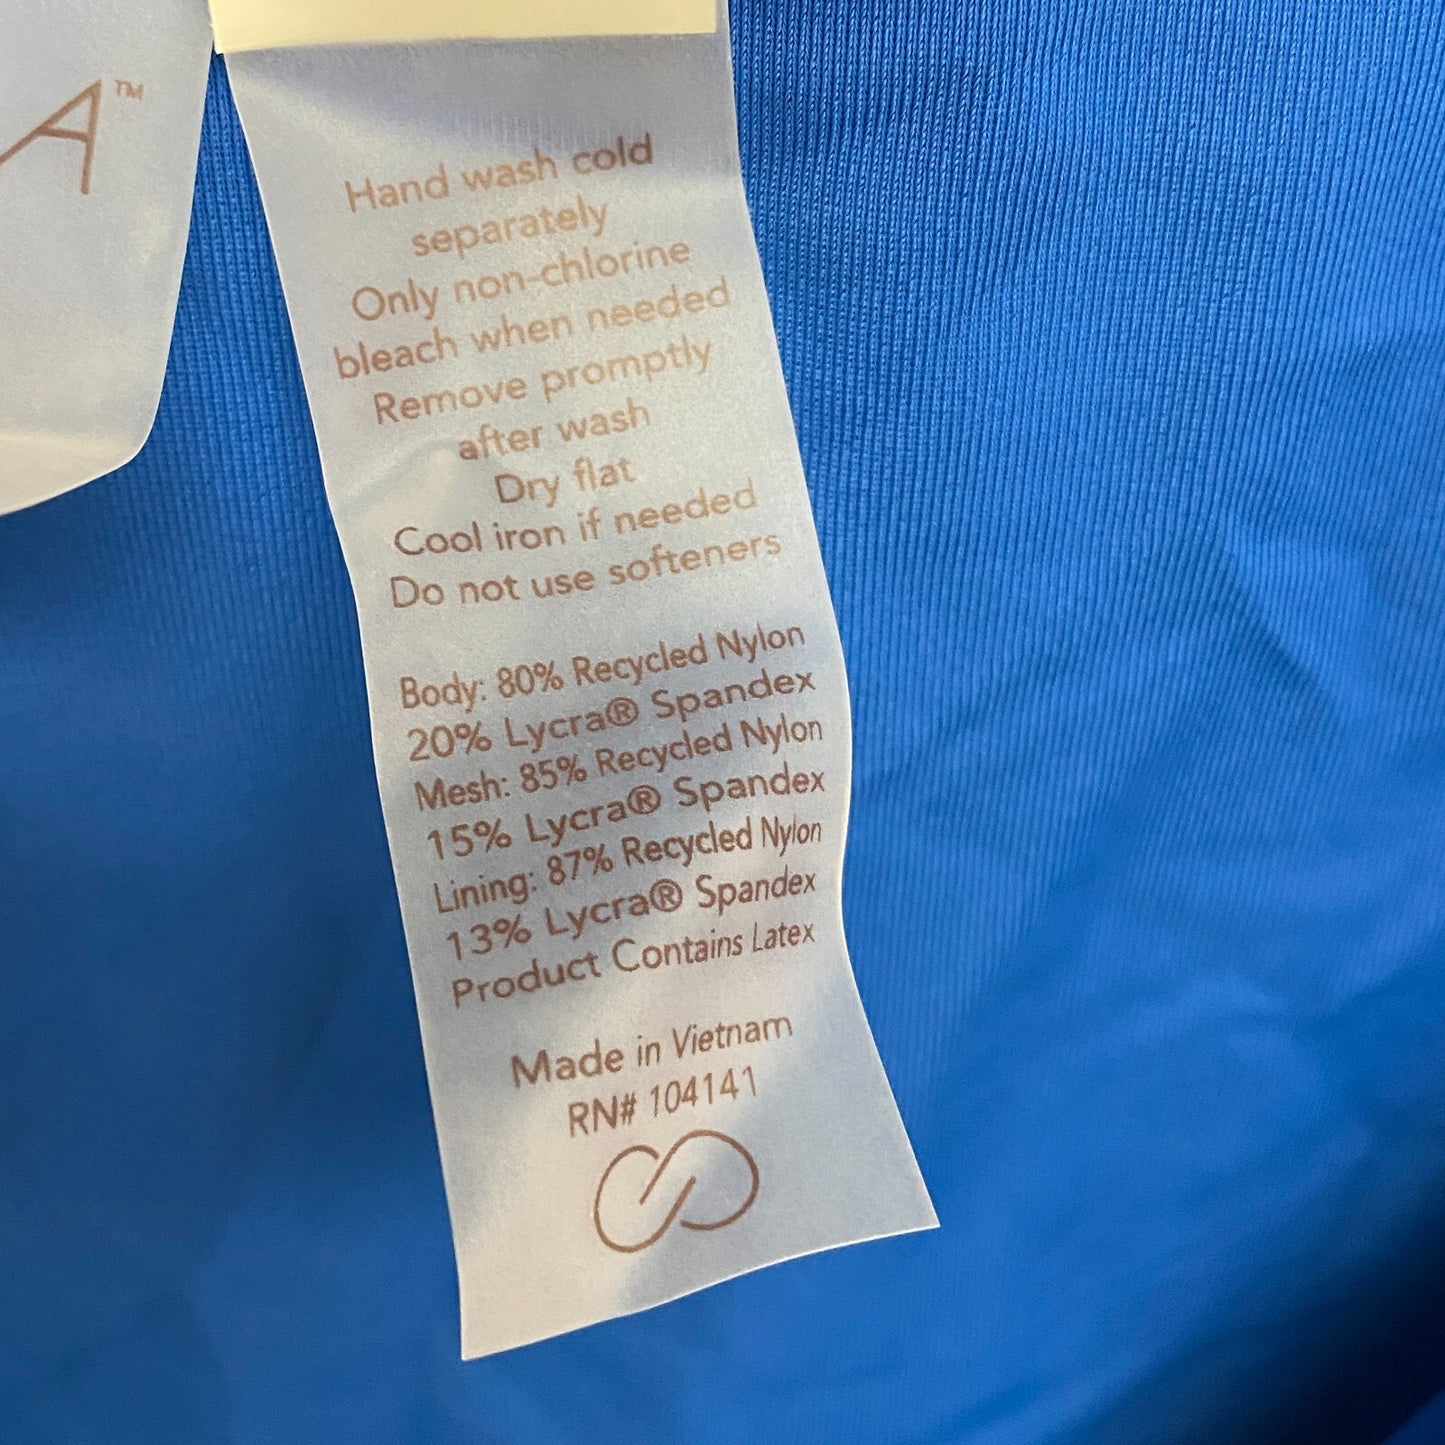 A™
Hand wash cold
separately
Only non-chlorine
bleach when needed
Remove promptly
after wash
Dry flat
Cool iron if needed
Do not use softeners
Body: 80% Recycled Nylon
20% Lycra® Spandex
Mesh: 85% Recycled Nylon
15% Lycra® Spandex
Lining: 87% Recycled Nylon
13% Lycra® Spandex
Product Contains Latex
Made in Vietnam
RN# 104141